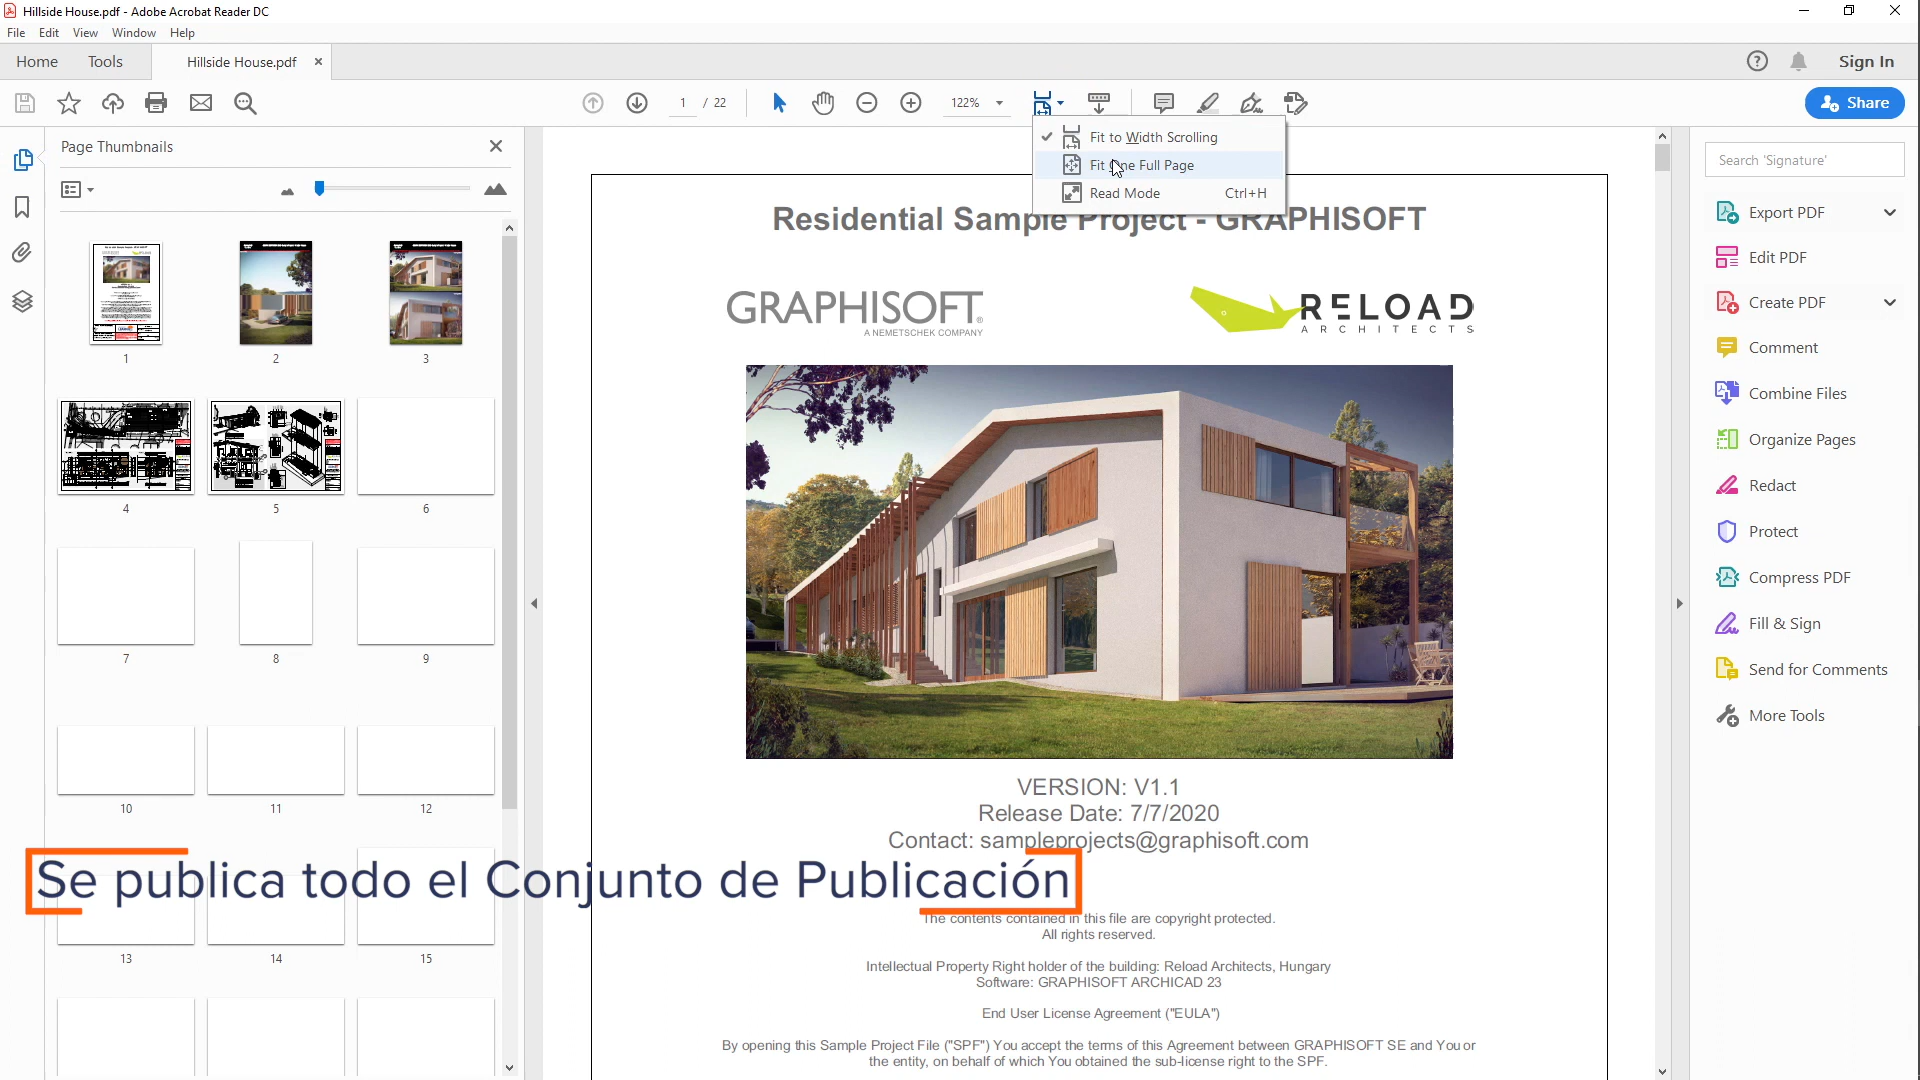 Hillside House.pdf - Adobe Acrobat Reader DC
File Edit View Window Help
Home Tools Hillside House.pdf
Sign In
1 / 22
122%
Share
Page Thumbnails
1
2
3
4
5
6
7
8
9
10
11
12
13
14
15
Fit to Width Scrolling
Fit One Full Page
Read Mode Ctrl+H
Residential Sample Project - GRAPHISOFT
GRAPHISOFT®
A NEMETSCHEK COMPANY
RELOAD
ARCHITECTS
VERSION: V1.1
Release Date: 7/7/2020
Contact: sampleprojects@graphisoft.com
Se publica todo el Conjunto de Publicación
The contents contained in this file are copyright protected.
All rights reserved.
Intellectual Property Right holder of the building: Reload Architects, Hungary
Software: GRAPHISOFT ARCHICAD 23
End User License Agreement ("EULA")
By opening this Sample Project File ("SPF") You accept the terms of this Agreement between GRAPHISOFT SE and You or
the entity, on behalf of which You obtained the sub-license right to the SPF.
Search 'Signature'
Export PDF
Edit PDF
Create PDF
Comment
Combine Files
Organize Pages
Redact
Protect
Compress PDF
Fill & Sign
Send for Comments
More Tools